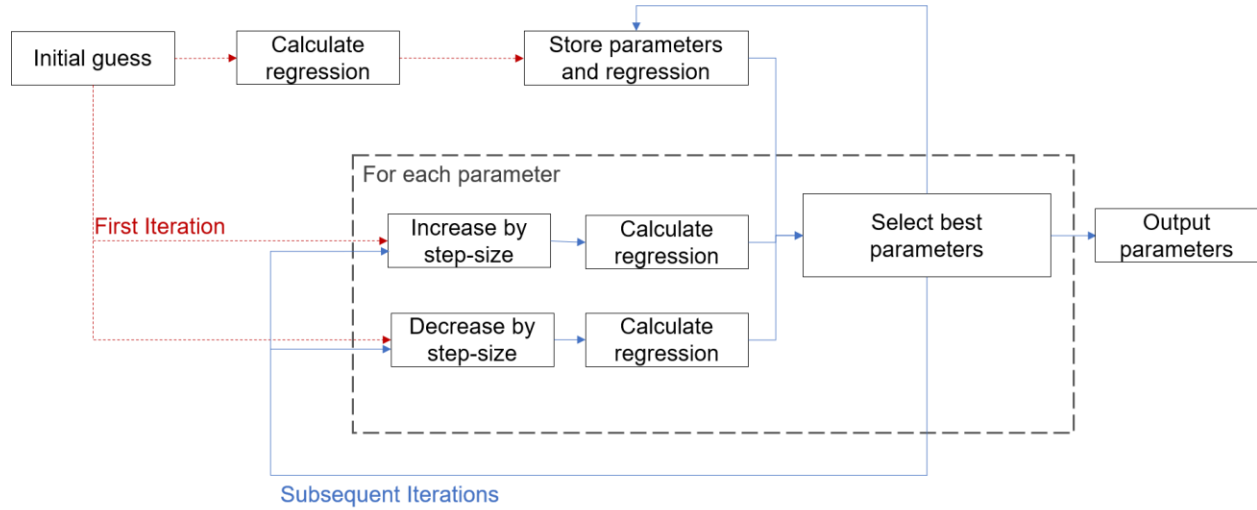 Initial guess
Calculate
regression
Store parameters
and regression
For each parameter
First Iteration
Increase by
step-size
Calculate
regression
Select best
parameters
Output
parameters
Decrease by
step-size
Calculate
regression
Subsequent Iterations